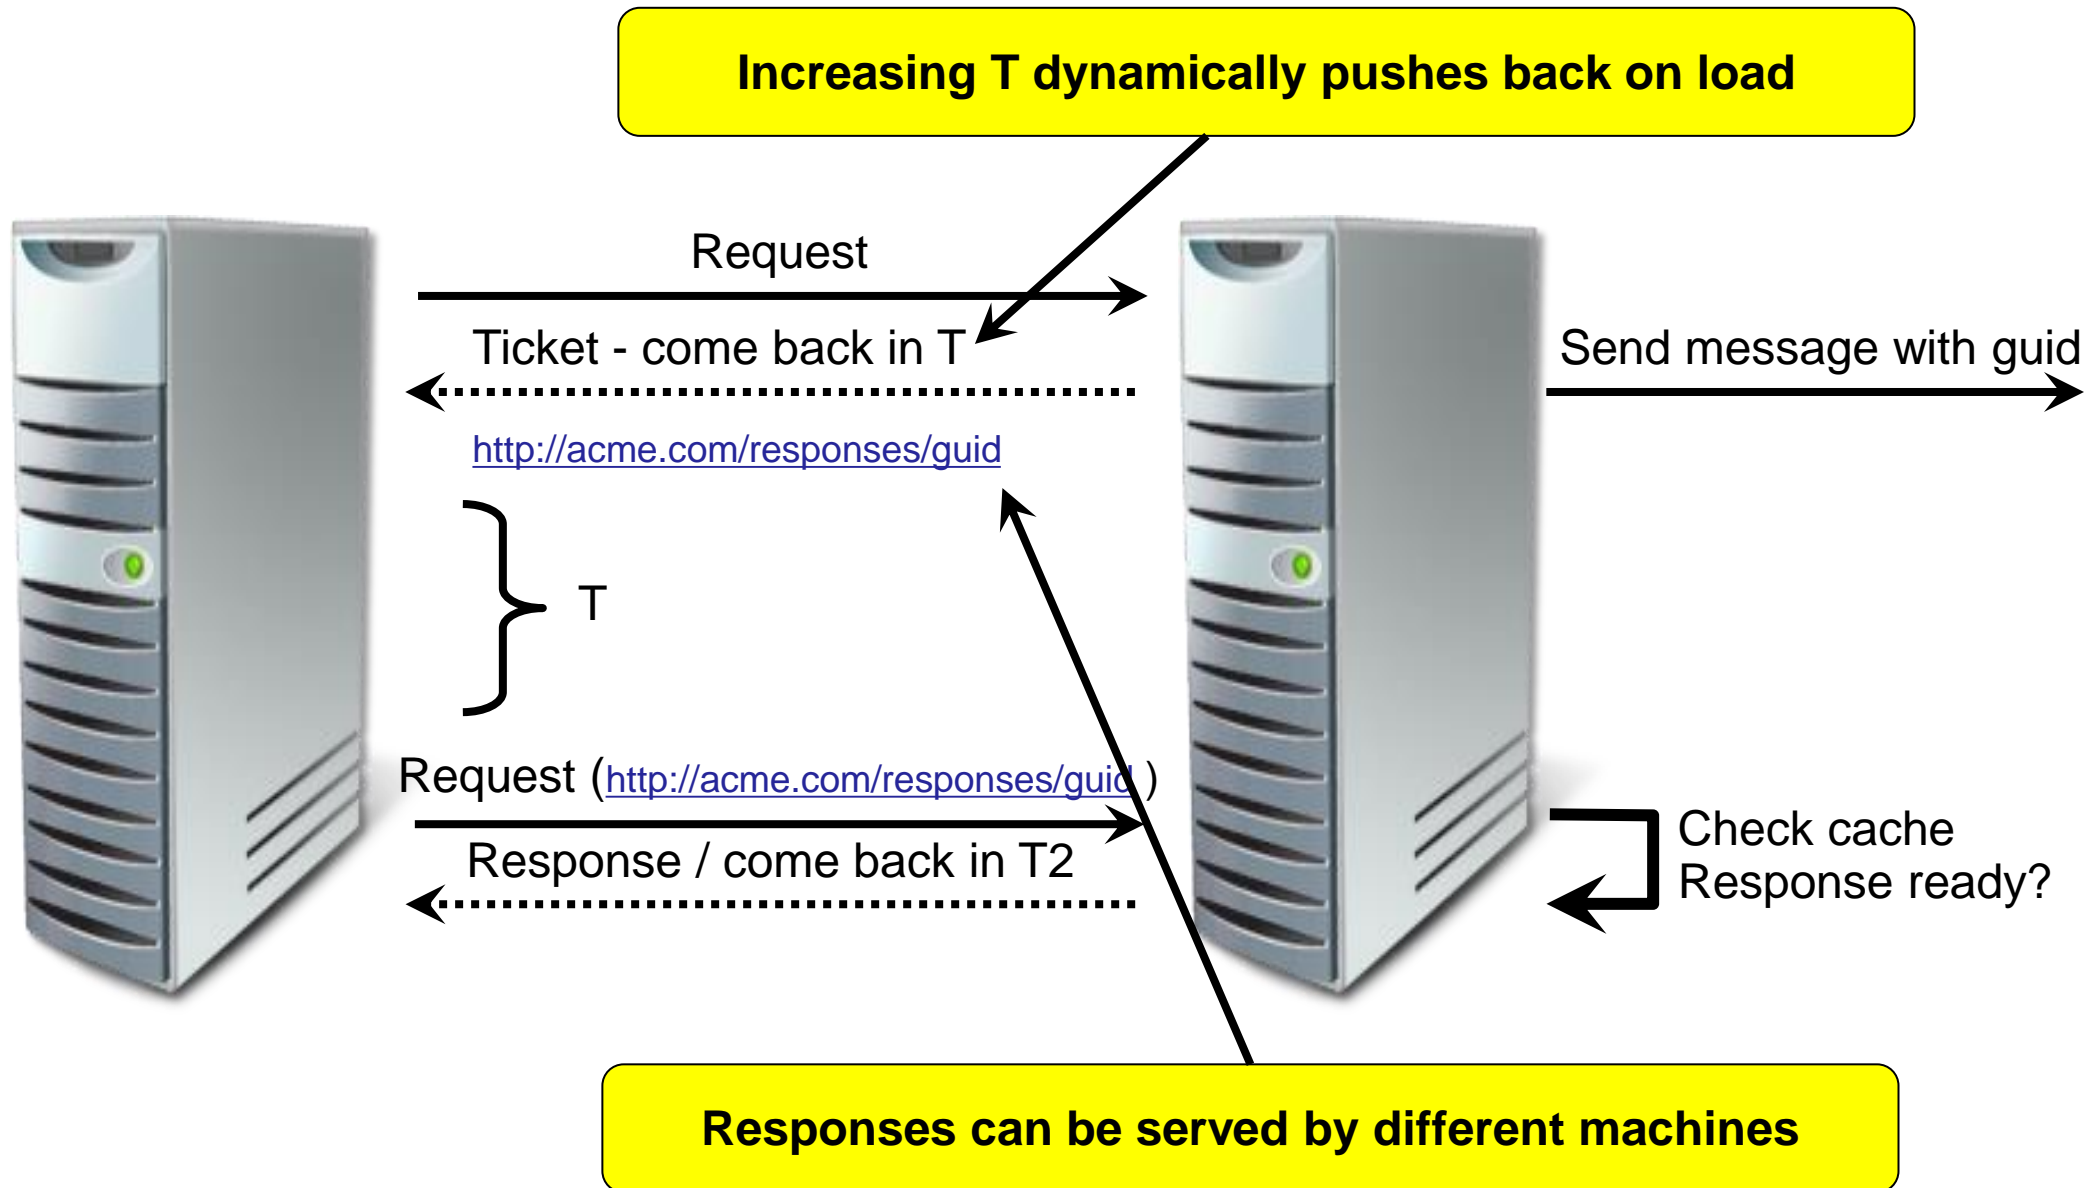 Increasing T dynamically pushes back on load
Request
Ticket - come back in T
Send message with guid
http://acme.com/responses/guid
T
Request (http://acme.com/responses/guid )
Response / come back in T2
Check cache
Response ready?
Responses can be served by different machines